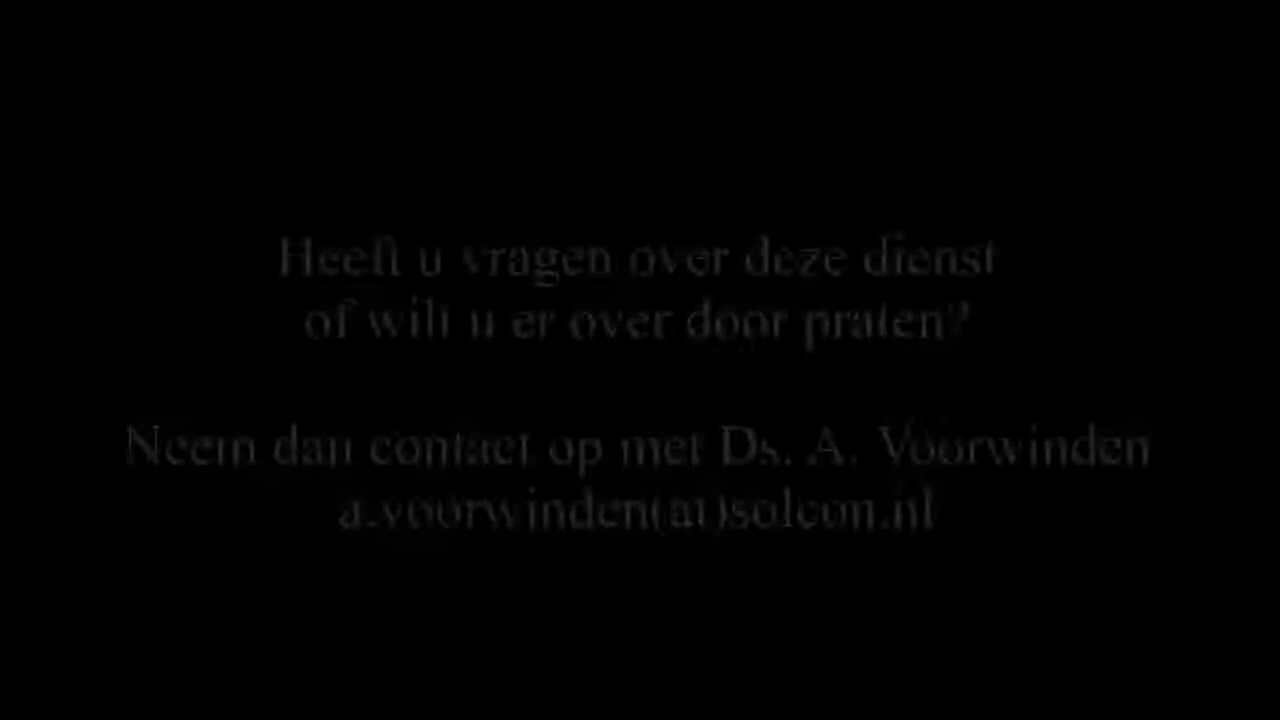 Heeft u vragen over deze dienst
of wilt u er over door praten?
Neem dan contact op met Ds. A. Voorwinden
a.voorwinden(at)solcon.nl